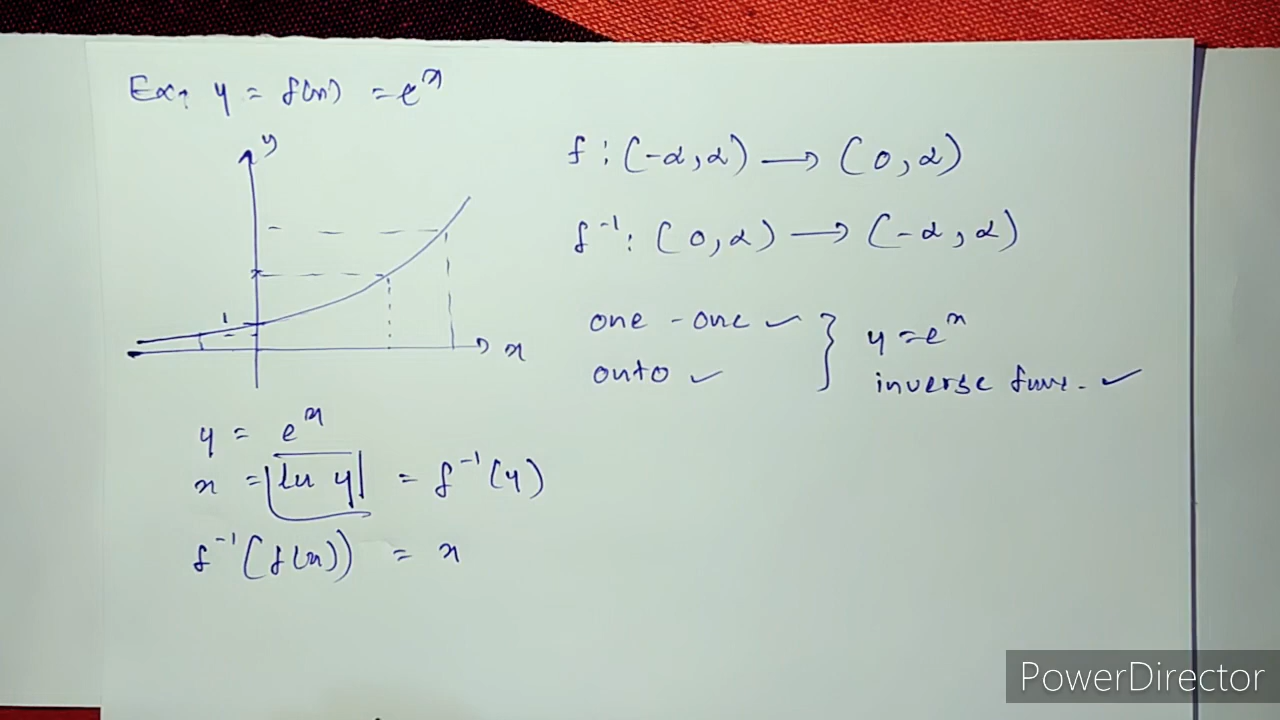 Ex: y = f(x) = e^x
y
1
x
f : (-∝, ∝) → (0, ∝)
f^-1 : (0, ∝) → (-∝, ∝)
one - one ✓
onto ✓
} y = e^x
inverse func. ✓
y = e^x
x = ln y = f^-1(y)
f^-1(f(x)) = x
PowerDirector